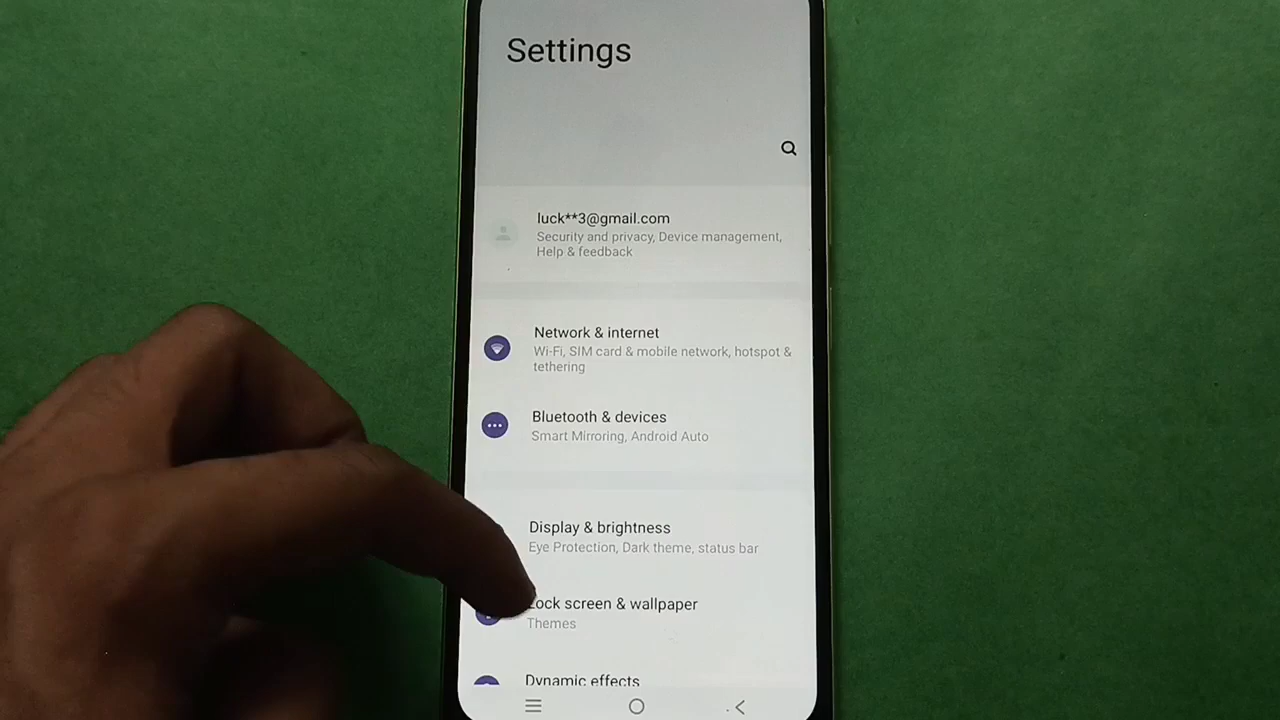 Settings
luck**3@gmail.com
Security and privacy, Device management,
Help & feedback
Network & internet
Wi-Fi, SIM card & mobile network, hotspot &
tethering
Bluetooth & devices
Smart Mirroring, Android Auto
Display & brightness
Eye Protection, Dark theme, status bar
Lock screen & wallpaper
Themes
Dynamic effects